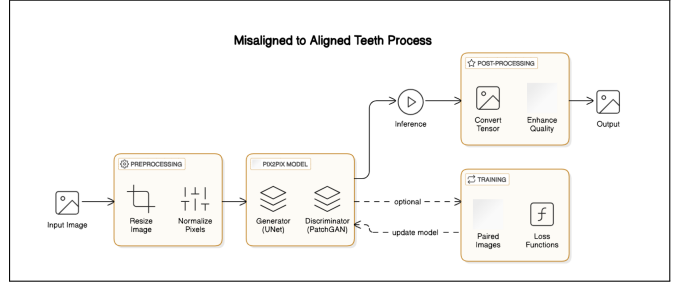 Misaligned to Aligned Teeth Process
POST-PROCESSING
Convert
Tensor
Enhance
Quality
Inference
Output
PREPROCESSING
Resize
Image
Normalize
Pixels
PIX2PIX MODEL
Generator
(UNet)
Discriminator
(PatchGAN)
Input Image
optional
update model
TRAINING
Paired
Images
f
Loss
Functions